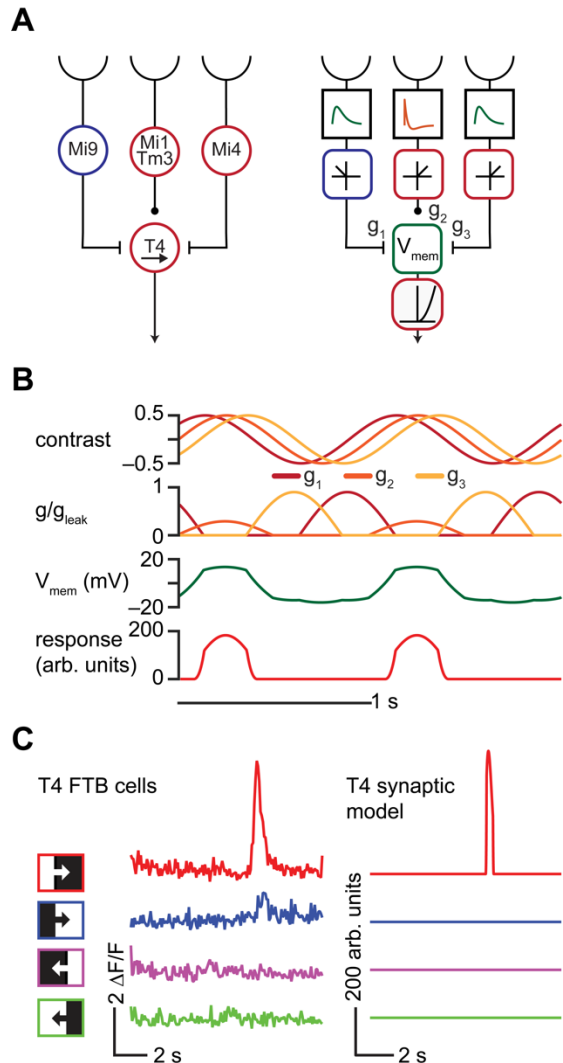 A
Mi9
Mi1
Tm3
Mi4
T4
g1
g2
g3
Vmem
B
contrast
0.5
–0.5
g1
g2
g3
g/gleak
1
0
Vmem (mV)
20
–20
response
(arb. units)
200
0
1 s
C
T4 FTB cells
T4 synaptic
model
2 ΔF/F
2 s
200 arb. units
2 s